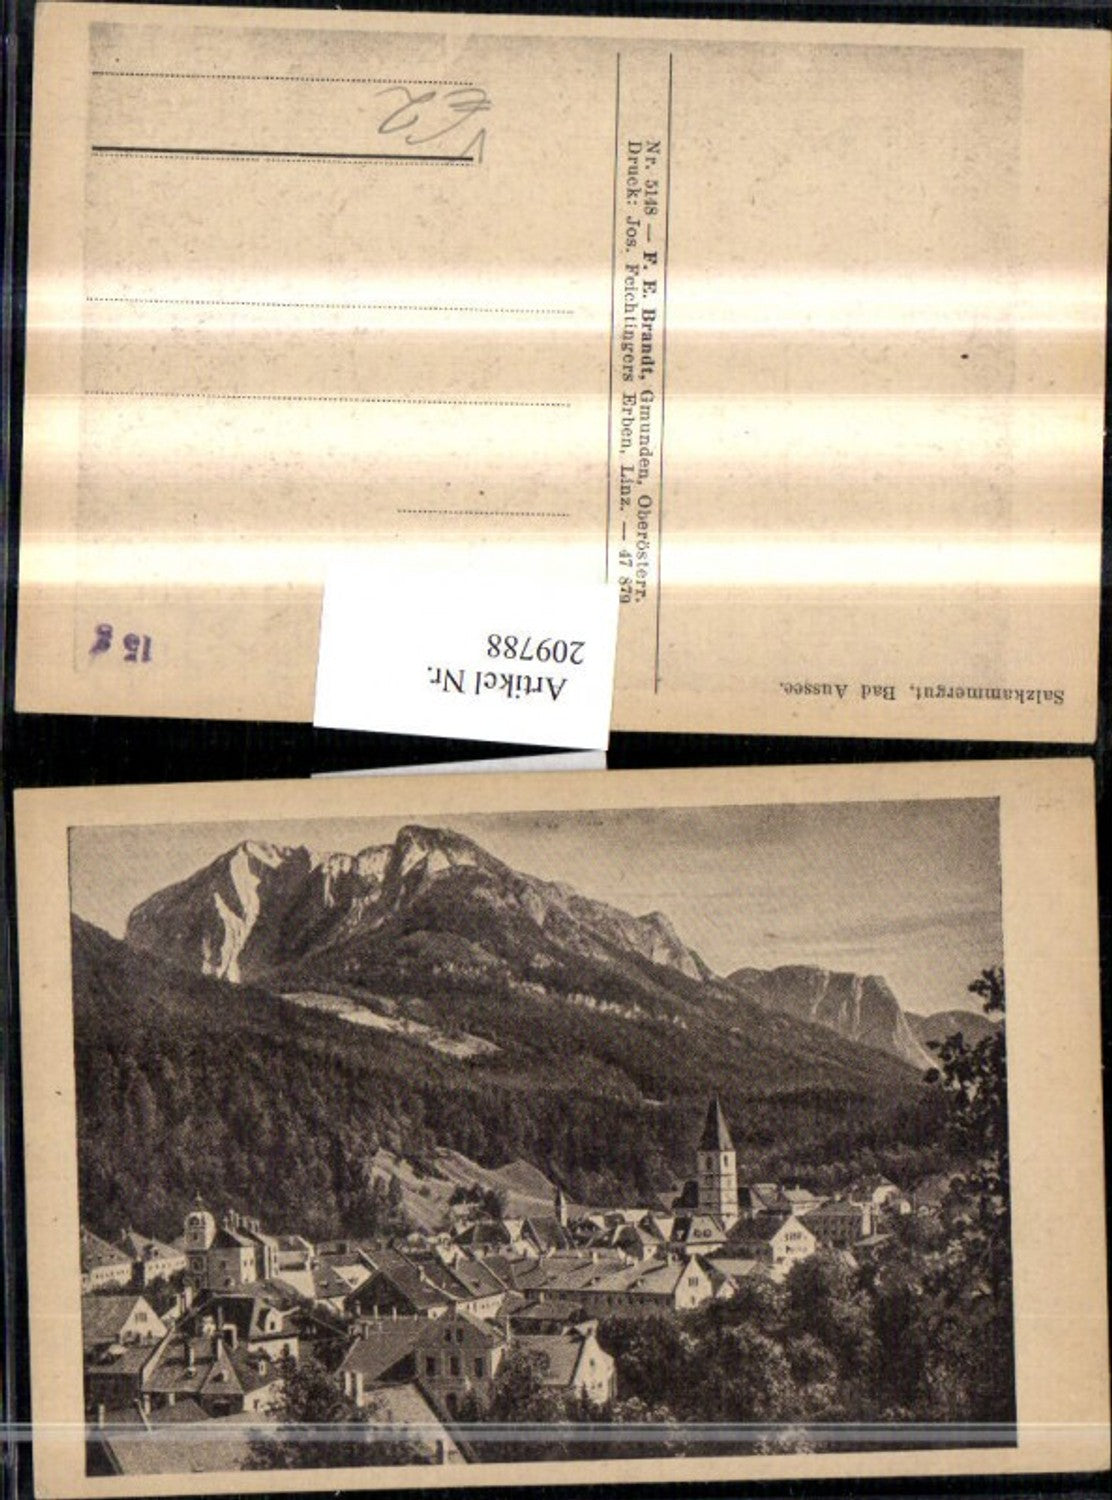 Nr. 5148 — F. E. Brandt, Gmunden, Oberösterr.
Druck: Jos. Feichtingers Erben, Linz. — 47 879
Artikel Nr.
209788
Salzkammergut, Bad Aussee.